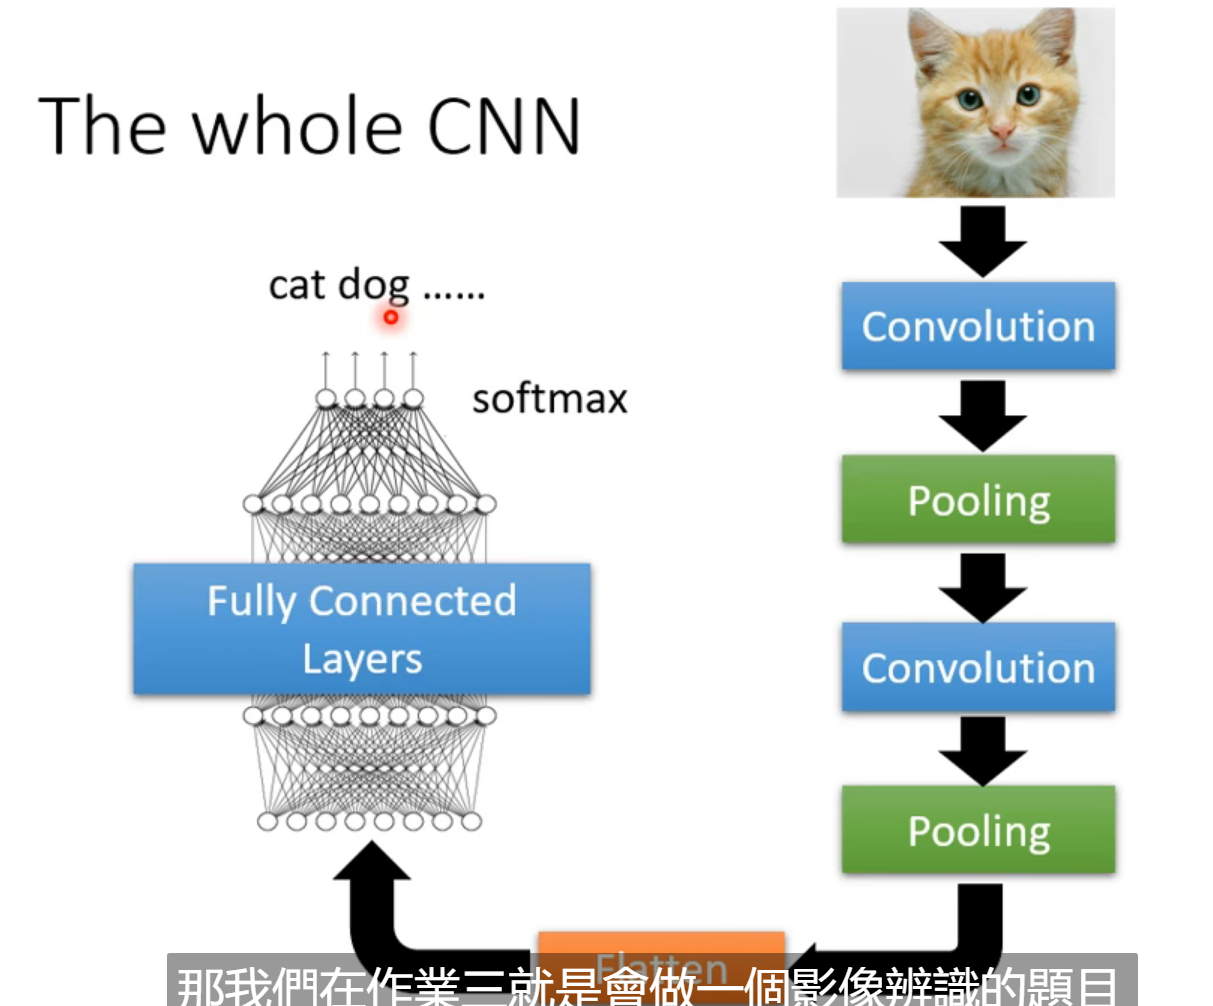 The whole CNN
cat dog ……
softmax
Fully Connected
Layers
Convolution
Pooling
Convolution
Pooling
Flatten
那我們在作業三就是會做一個影像辨識的題目